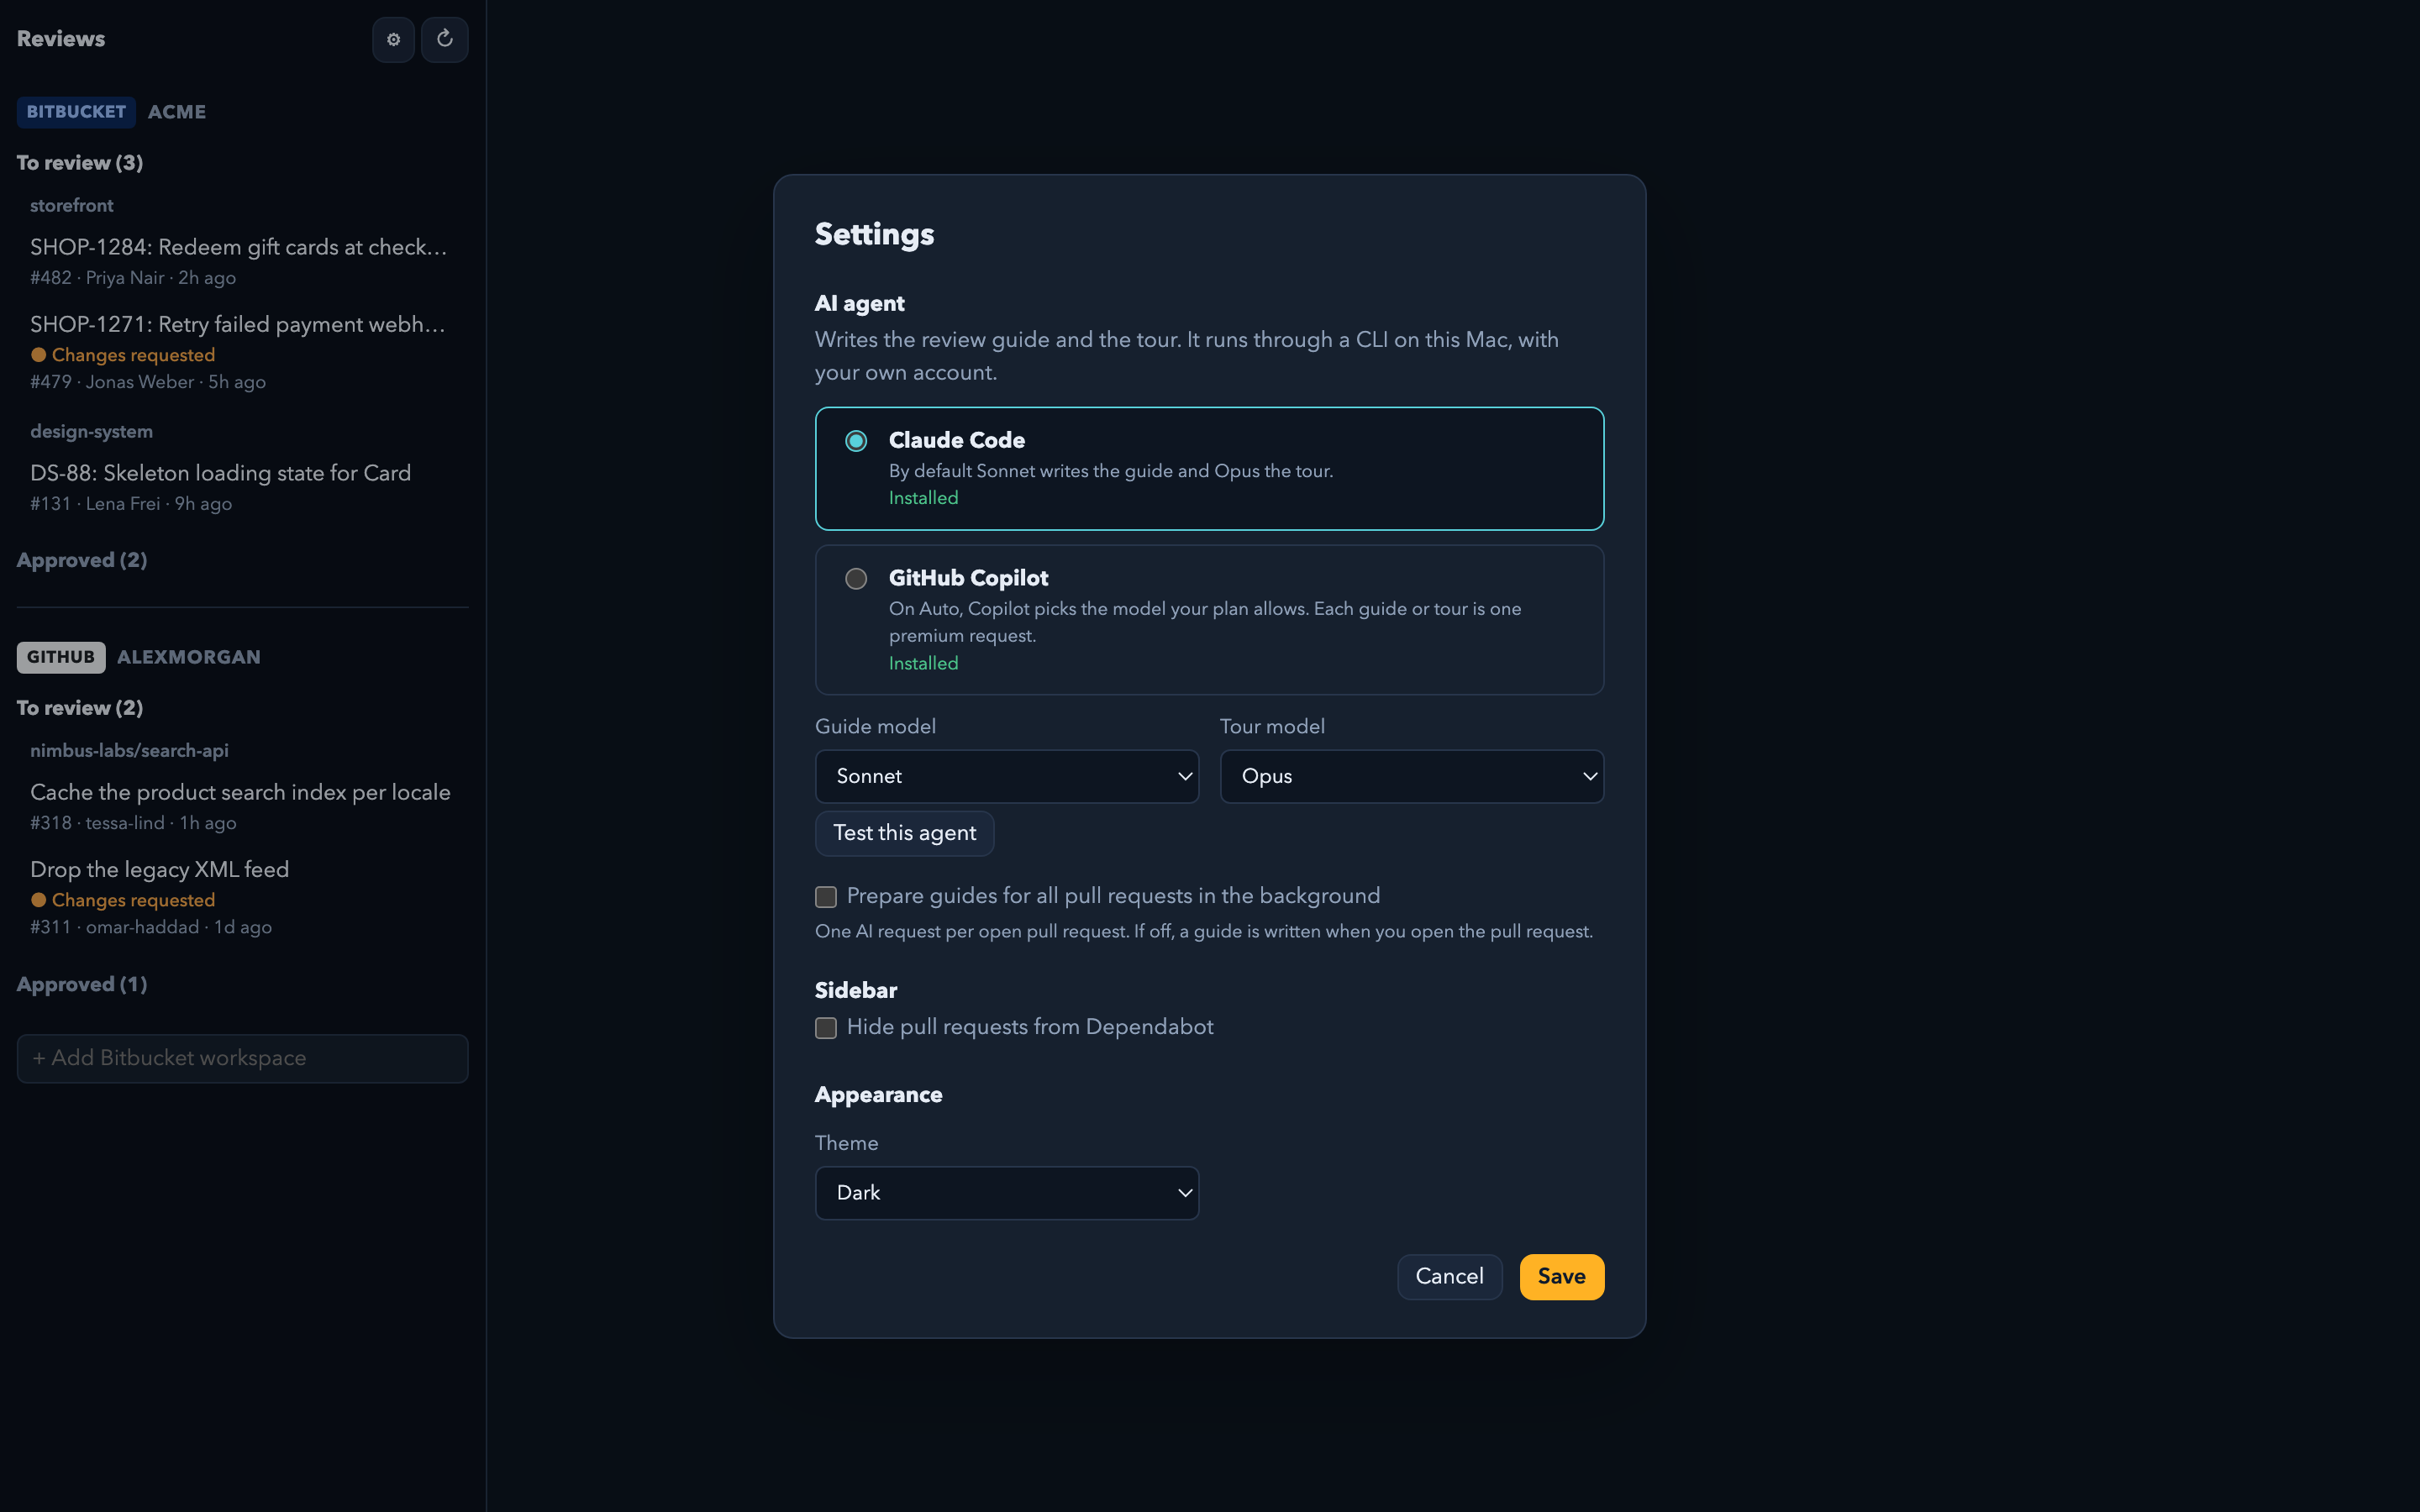 Reviews
BITBUCKET ACME
To review (3)
storefront
SHOP-1284: Redeem gift cards at check…
#482 · Priya Nair · 2h ago
SHOP-1271: Retry failed payment webh…
Changes requested
#479 · Jonas Weber · 5h ago
design-system
DS-88: Skeleton loading state for Card
#131 · Lena Frei · 9h ago
Approved (2)
GITHUB ALEXMORGAN
To review (2)
nimbus-labs/search-api
Cache the product search index per locale
#318 · tessa-lind · 1h ago
Drop the legacy XML feed
Changes requested
#311 · omar-haddad · 1d ago
Approved (1)
+ Add Bitbucket workspace
Settings
AI agent
Writes the review guide and the tour. It runs through a CLI on this Mac, with
your own account.
Claude Code
By default Sonnet writes the guide and Opus the tour.
Installed
GitHub Copilot
On Auto, Copilot picks the model your plan allows. Each guide or tour is one
premium request.
Installed
Guide model Tour model
Sonnet Opus
Test this agent
Prepare guides for all pull requests in the background
One AI request per open pull request. If off, a guide is written when you open the pull request.
Sidebar
Hide pull requests from Dependabot
Appearance
Theme
Dark
Cancel Save